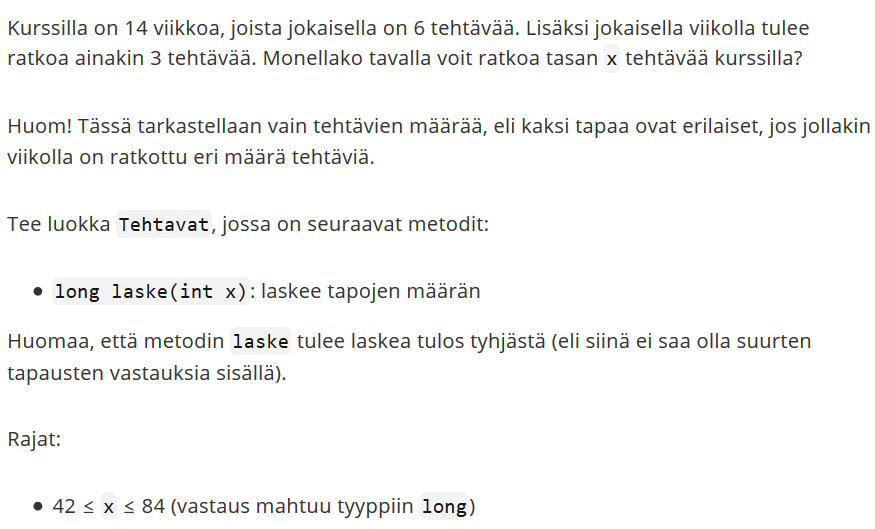 Kurssilla on 14 viikkoa, joista jokaisella on 6 tehtävää. Lisäksi jokaisella viikolla tulee
ratkoa ainakin 3 tehtävää. Monellako tavalla voit ratkoa tasan x tehtävää kurssilla?
Huom! Tässä tarkastellaan vain tehtävien määrää, eli kaksi tapaa ovat erilaiset, jos jollakin
viikolla on ratkottu eri määrä tehtäviä.
Tee luokka Tehtavat, jossa on seuraavat metodit:
• long laske(int x): laskee tapojen määrän
Huomaa, että metodin laske tulee laskea tulos tyhjästä (eli siinä ei saa olla suurten
tapausten vastauksia sisällä).
Rajat:
• 42 ≤ x ≤ 84 (vastaus mahtuu tyyppiin long)